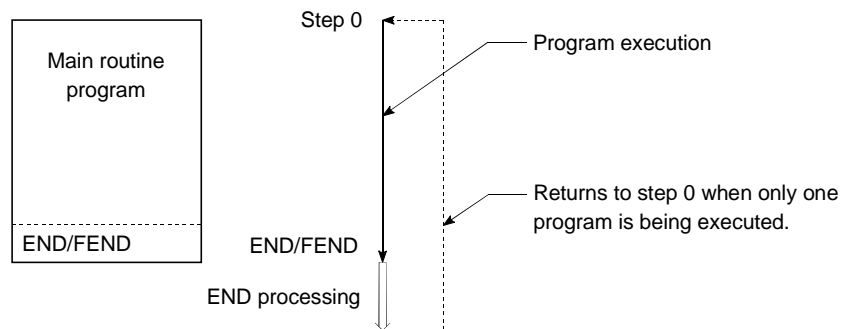 Step 0
Main routine
program
Program execution
Returns to step 0 when only one
program is being executed.
END/FEND
END/FEND
END processing